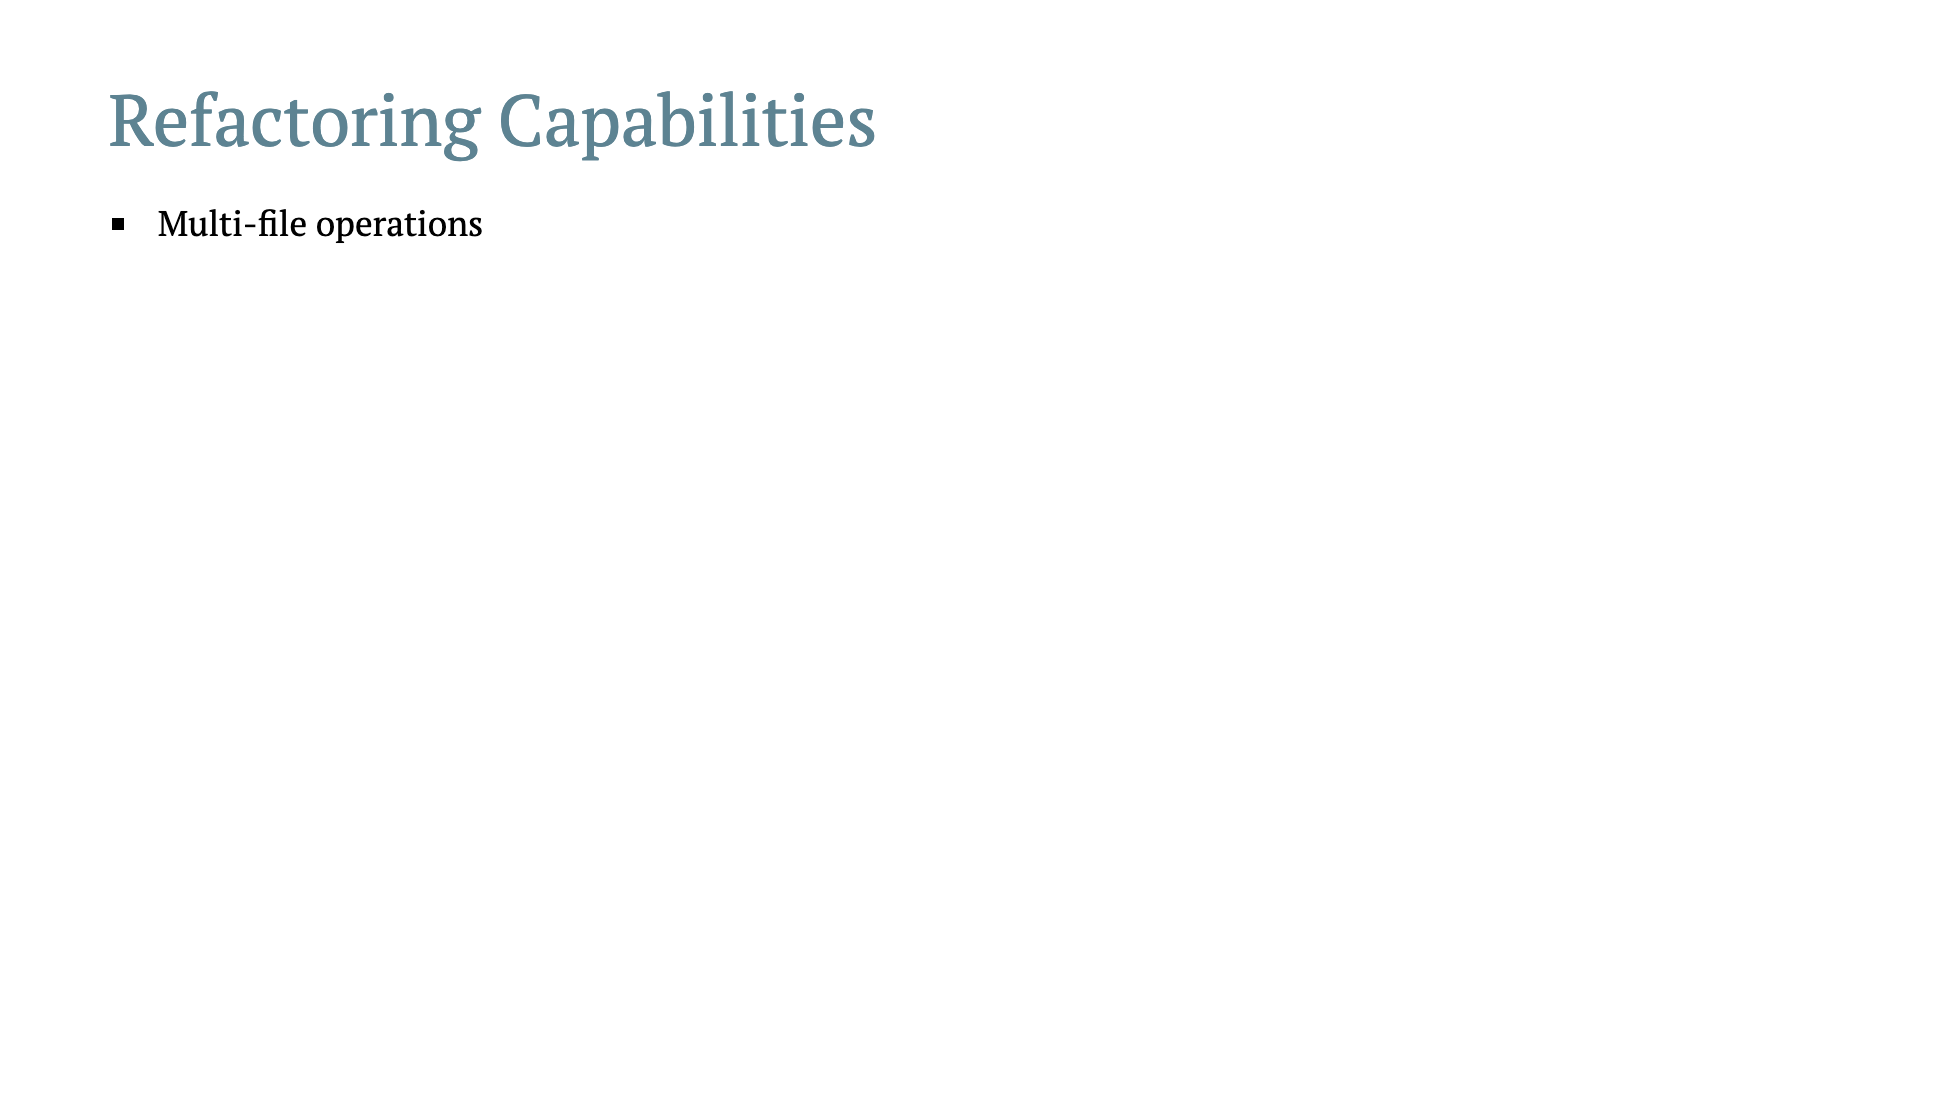 Refactoring Capabilities
▪ Multi-file operations